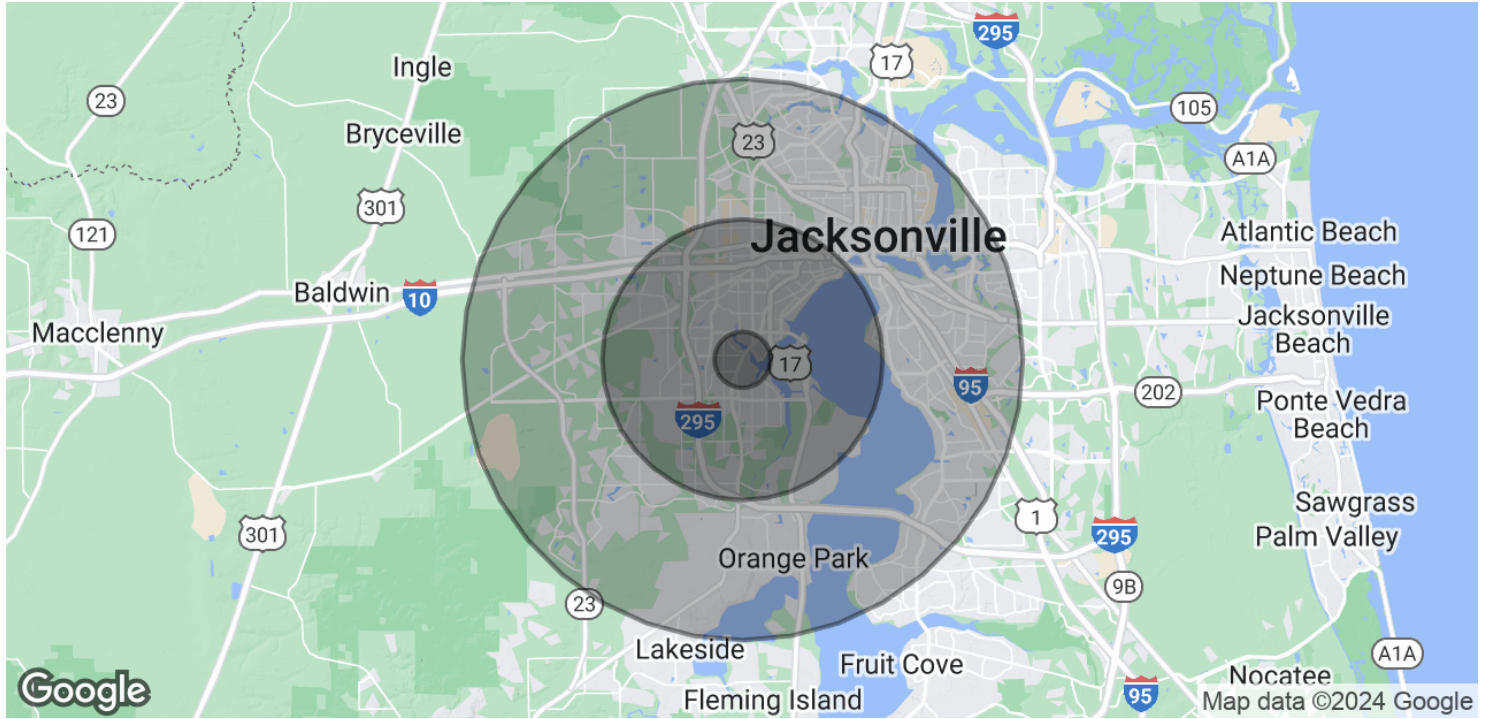 295
17
Ingle
23
105
Bryceville
23
A1A
301
121
Jacksonville
Atlantic Beach
Neptune Beach
Baldwin
10
Macclenny
Jacksonville
Beach
17
95
202
Ponte Vedra
Beach
295
Sawgrass
1
301
295
Palm Valley
Orange Park
9B
23
Lakeside
Fruit Cove
A1A
Nocatee
Fleming Island
95
Google
Map data ©2024 Google